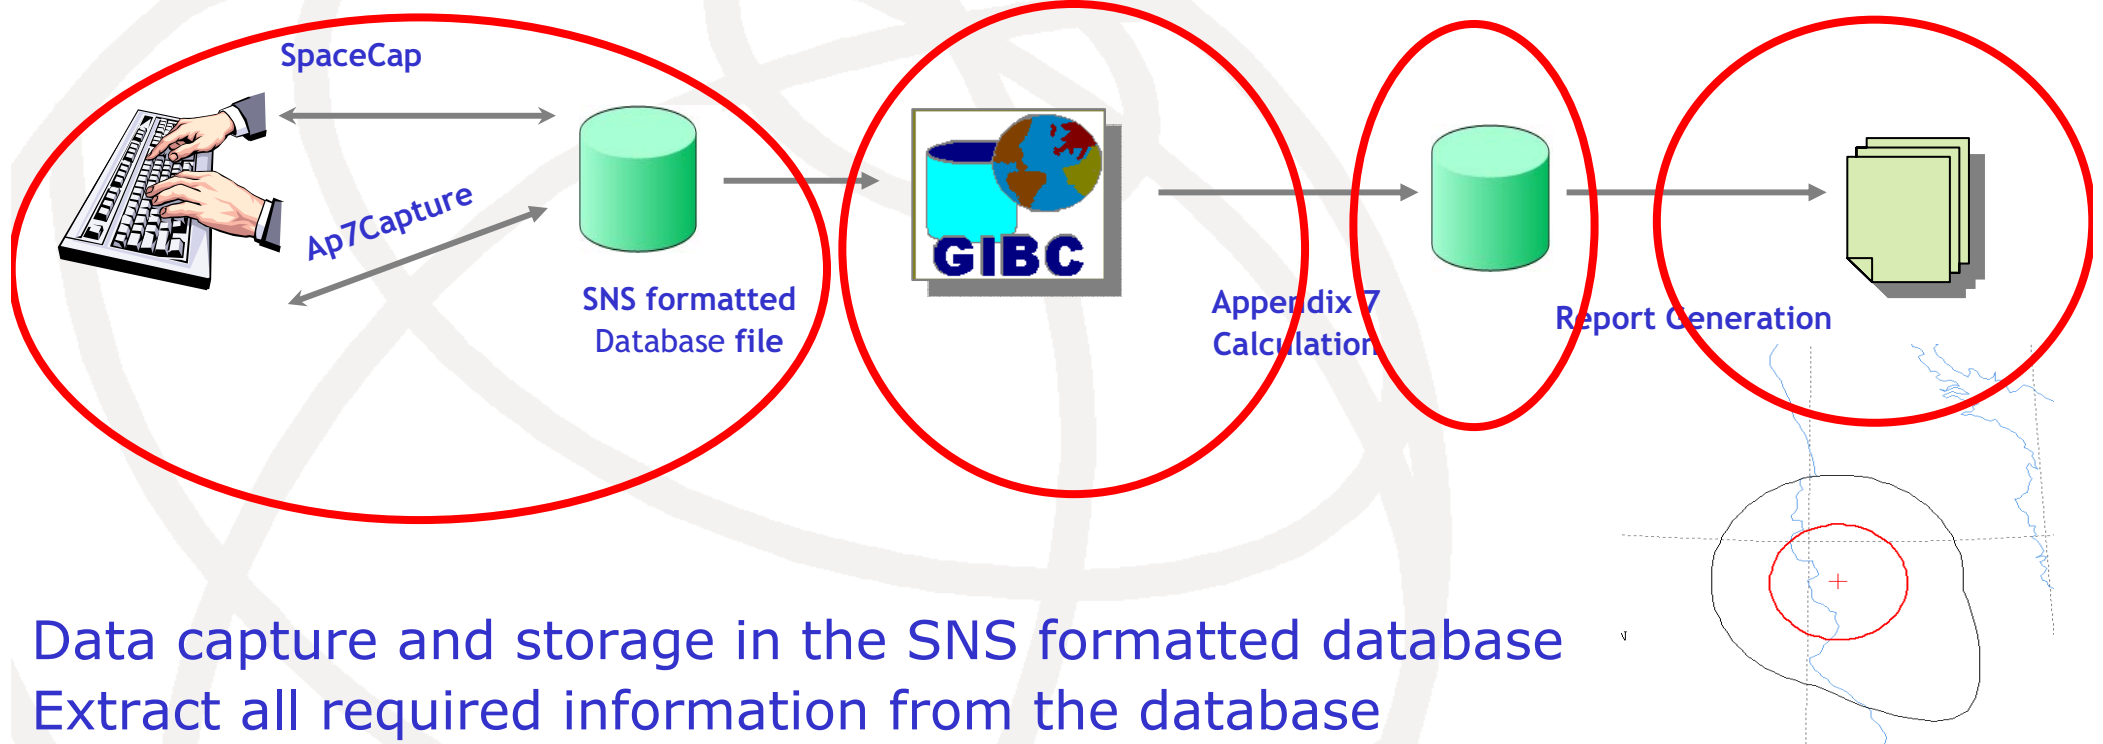 SpaceCap
Ap7Capture
SNS formatted
Database file
GIBC
Appendix 7
Calculation
Report Generation
Data capture and storage in the SNS formatted database
Extract all required information from the database